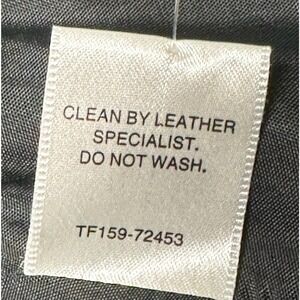 CLEAN BY LEATHER
SPECIALIST.
DO NOT WASH.
TF159-72453